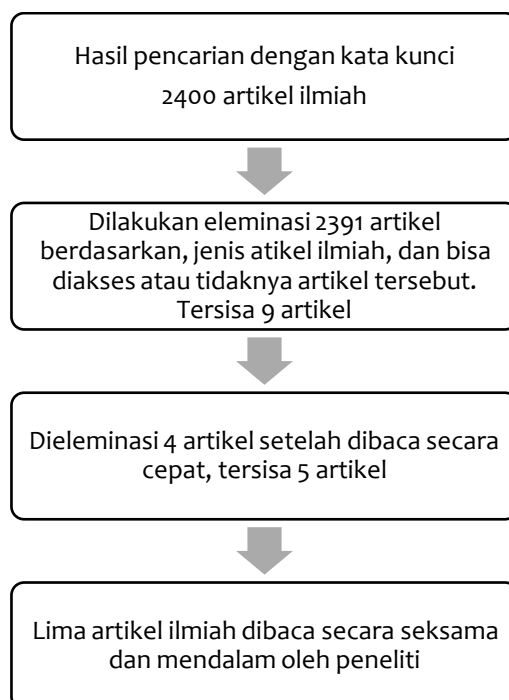 Hasil pencarian dengan kata kunci
2400 artikel ilmiah
Dilakukan eleminasi 2391 artikel
berdasarkan, jenis atikel ilmiah, dan bisa
diakses atau tidaknya artikel tersebut.
Tersisa 9 artikel
Dieleminasi 4 artikel setelah dibaca secara
cepat, tersisa 5 artikel
Lima artikel ilmiah dibaca secara seksama
dan mendalam oleh peneliti